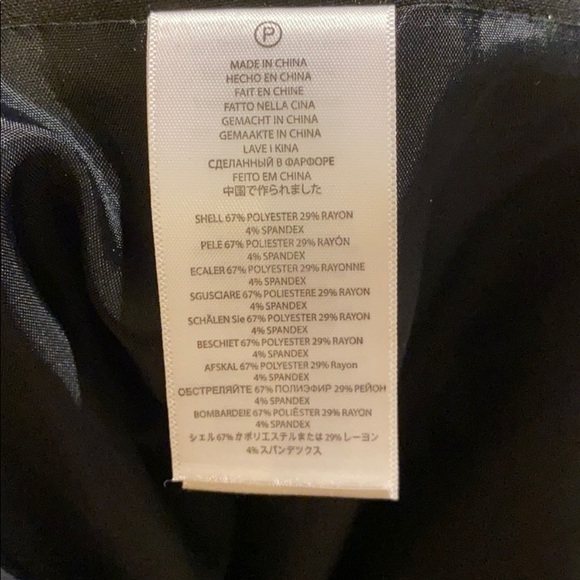 P
MADE IN CHINA
HECHO EN CHINA
FAIT EN CHINE
FATTO NELLA CINA
GEMACHT IN CHINA
GEMAAKTE IN CHINA
LAVE I KINA
СДЕЛАННЫЙ В ФАРФОРЕ
FEITO EM CHINA
中国で作られました
SHELL 67% POLYESTER 29% RAYON
4% SPANDEX
PELE 67% POLIESTER 29% RAYÓN
4% SPANDEX
ECALER 67% POLYESTER 29% RAYONNE
4% SPANDEX
SGUSCIARE 67% POLIESTERE 29% RAYON
4% SPANDEX
SCHÄLEN Sie 67% POLYESTER 29% RAYON
4% SPANDEX
BESCHIET 67% POLYESTER 29% RAYON
4% SPANDEX
AFSKAL 67% POLYESTER 29% Rayon
4% SPANDEX
ОБСТРЕЛЯЙТЕ 67% ПОЛИЭФИР 29% РЕЙОН
4% SPANDEX
BOMBARDEIE 67% POLIÉSTER 29% RAYON
4% SPANDEX
シェル67%がポリエステルまたは29%レーヨン
4%スパンデックス